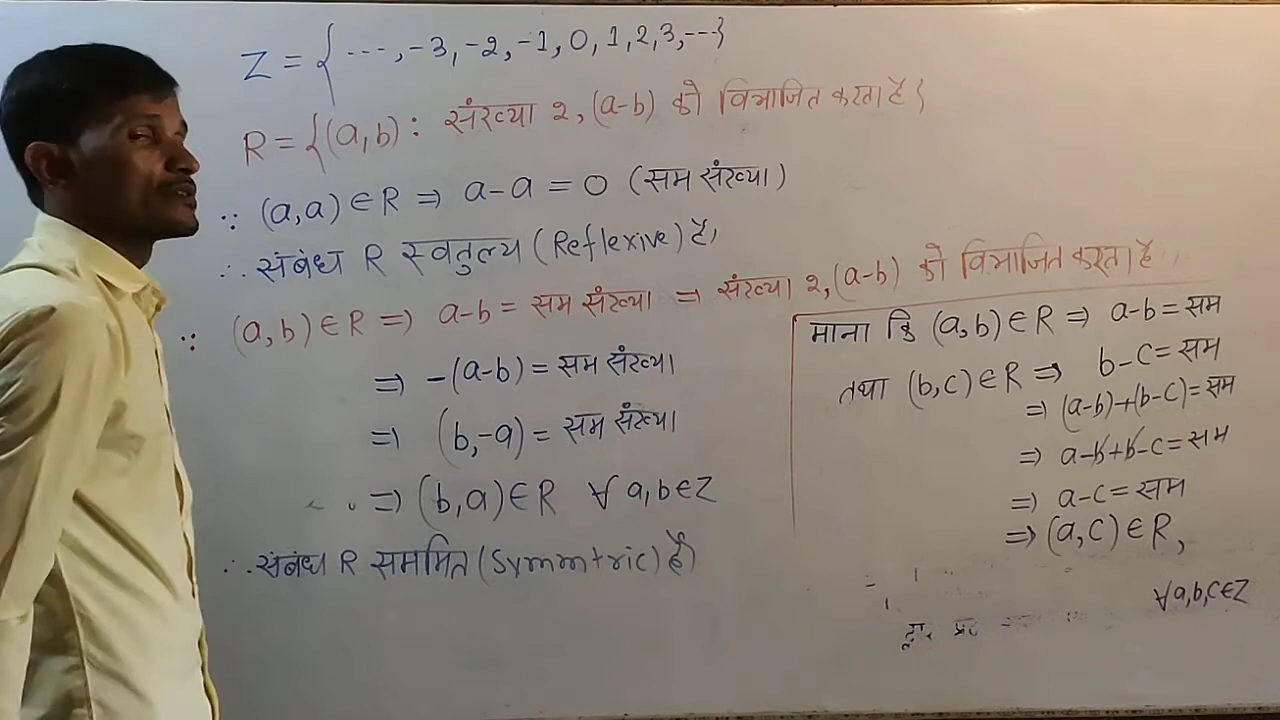 Z = { ---, -3, -2, -1, 0, 1, 2, 3, --- }
R = {(a,b) : संख्या 2, (a-b) को विभाजित करता है }
∵ (a,a) ∈ R ⇒ a-a = 0 (सम संख्या)
∴ संबंध R स्वतुल्य (Reflexive) है,
∵ (a,b) ∈ R ⇒ a-b = सम संख्या ⇒ संख्या 2, (a-b) को विभाजित करता है
⇒ -(a-b) = सम संख्या
⇒ (b,-a) = सम संख्या
⇒ (b,a) ∈ R ∀ a,b ∈ Z
∴ संबंध R सममित (Symmtric) है
माना कि (a,b) ∈ R ⇒ a-b = सम
तथा (b,c) ∈ R ⇒ b-c = सम
⇒ (a-b)+(b-c) = सम
⇒ a-b+b-c = सम
⇒ a-c = सम
⇒ (a,c) ∈ R,
∀ a,b,c ∈ Z